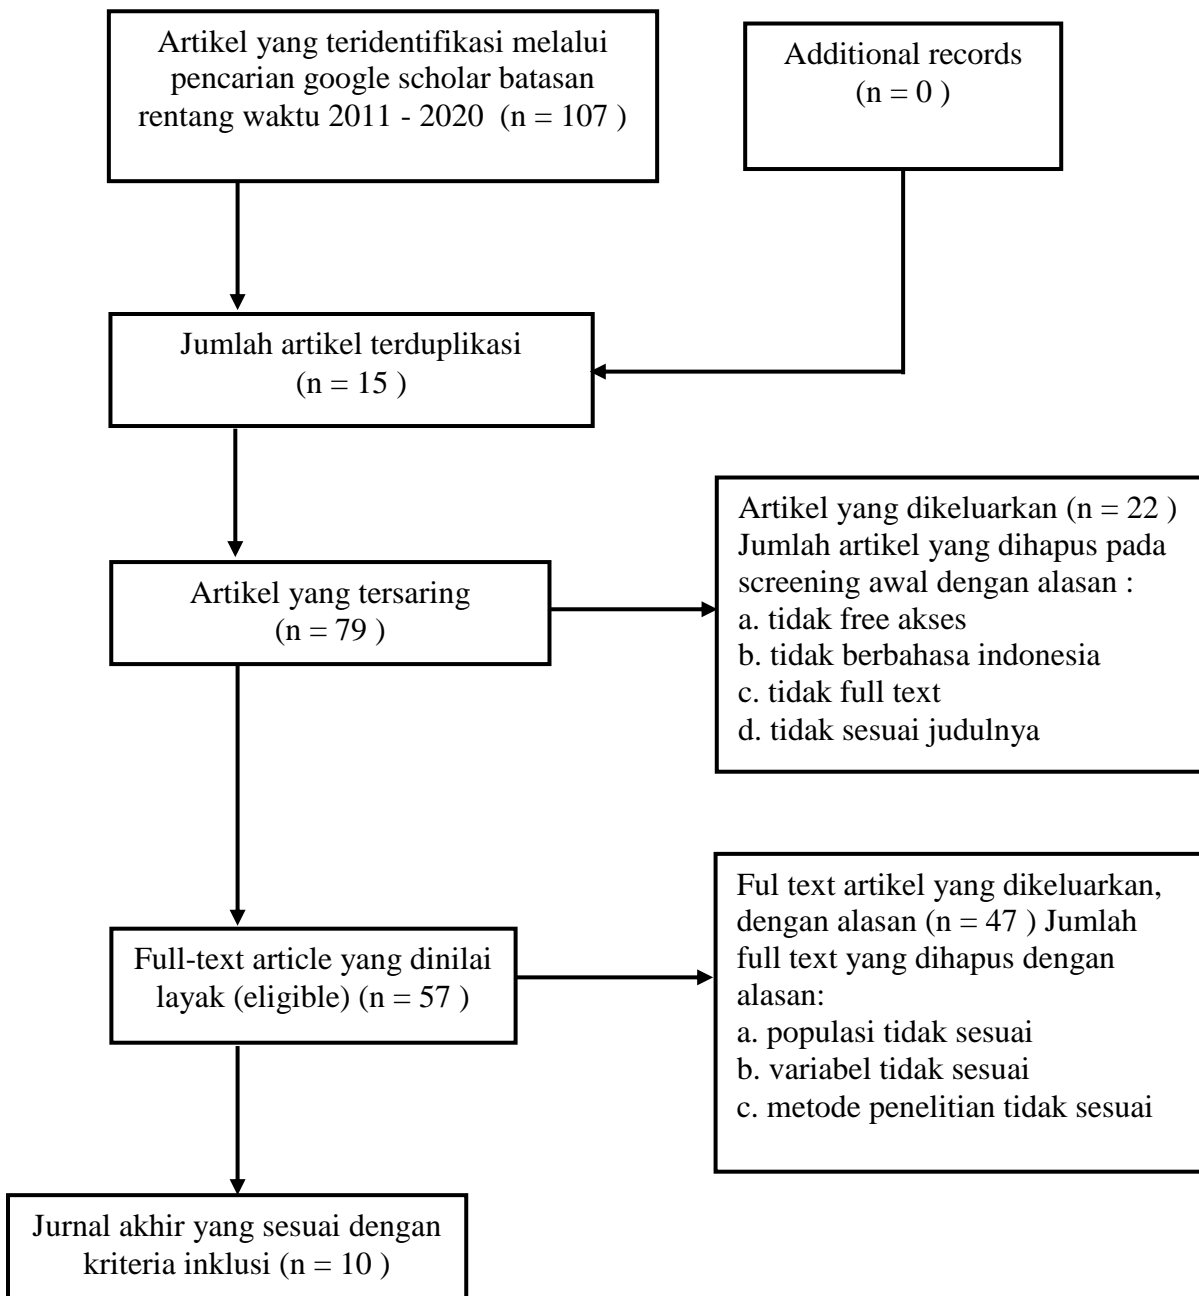 Artikel yang teridentifikasi melalui
pencarian google scholar batasan
rentang waktu 2011 - 2020 (n = 107 )
Additional records
(n = 0 )
Jumlah artikel terduplikasi
(n = 15 )
Artikel yang tersaring
(n = 79 )
Artikel yang dikeluarkan (n = 22 )
Jumlah artikel yang dihapus pada
screening awal dengan alasan :
a. tidak free akses
b. tidak berbahasa indonesia
c. tidak full text
d. tidak sesuai judulnya
Full-text article yang dinilai
layak (eligible) (n = 57 )
Ful text artikel yang dikeluarkan,
dengan alasan (n = 47 ) Jumlah
full text yang dihapus dengan
alasan:
a. populasi tidak sesuai
b. variabel tidak sesuai
c. metode penelitian tidak sesuai
Jurnal akhir yang sesuai dengan
kriteria inklusi (n = 10 )